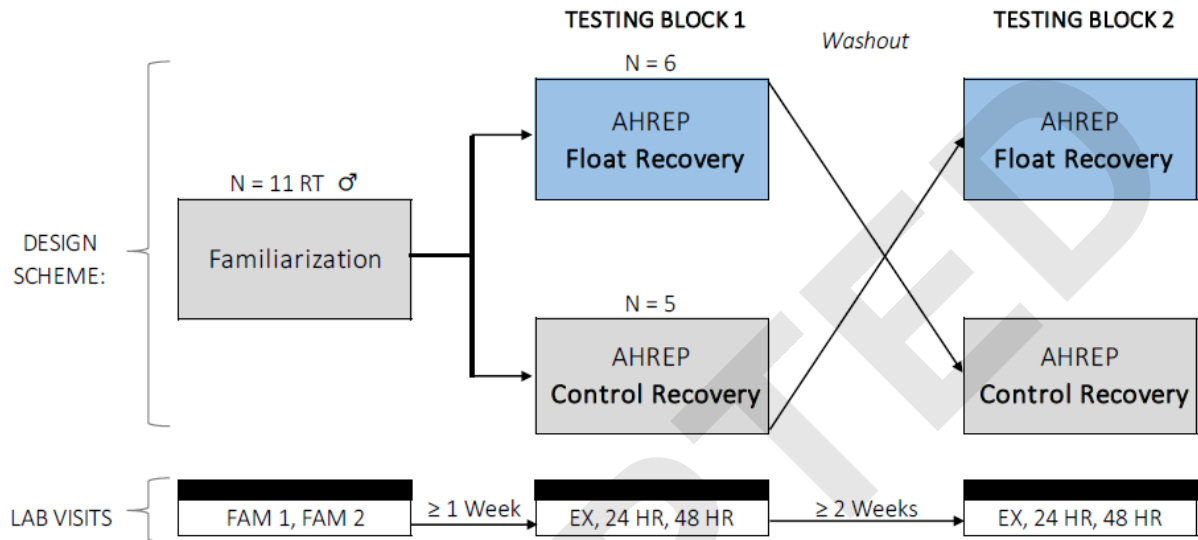 TESTING BLOCK 1
Washout
TESTING BLOCK 2
N = 6
AHREP
Float Recovery
AHREP
Float Recovery
N = 11 RT ♂
Familiarization
DESIGN
SCHEME:
N = 5
AHREP
Control Recovery
AHREP
Control Recovery
LAB VISITS
FAM 1, FAM 2
≥ 1 Week
EX, 24 HR, 48 HR
≥ 2 Weeks
EX, 24 HR, 48 HR
PTED